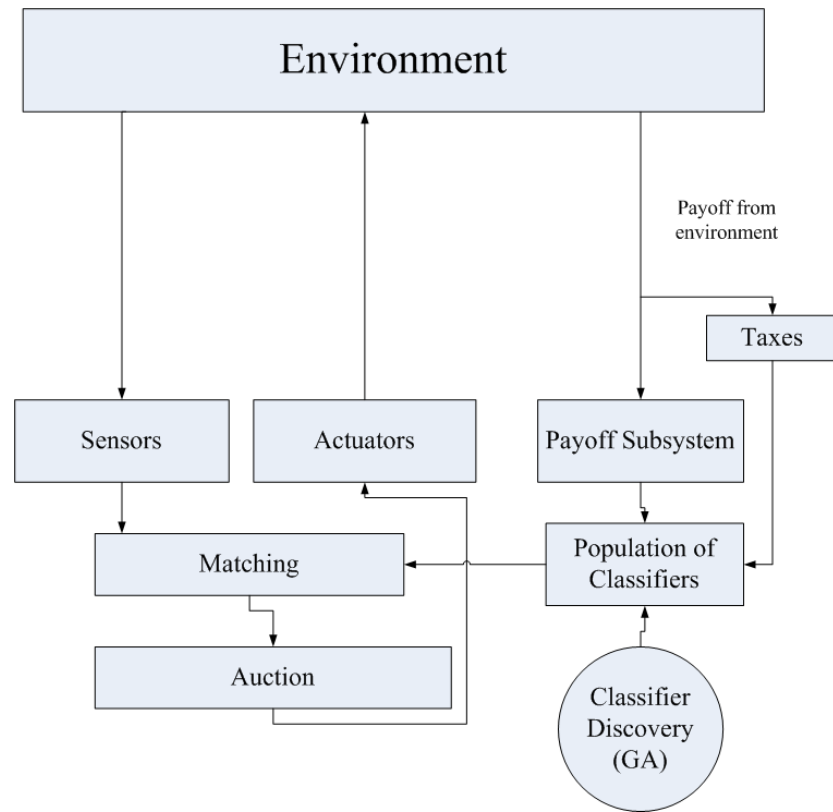 Environment
Payoff from
environment
Taxes
Sensors
Actuators
Payoff Subsystem
Matching
Population of
Classifiers
Auction
Classifier
Discovery
(GA)